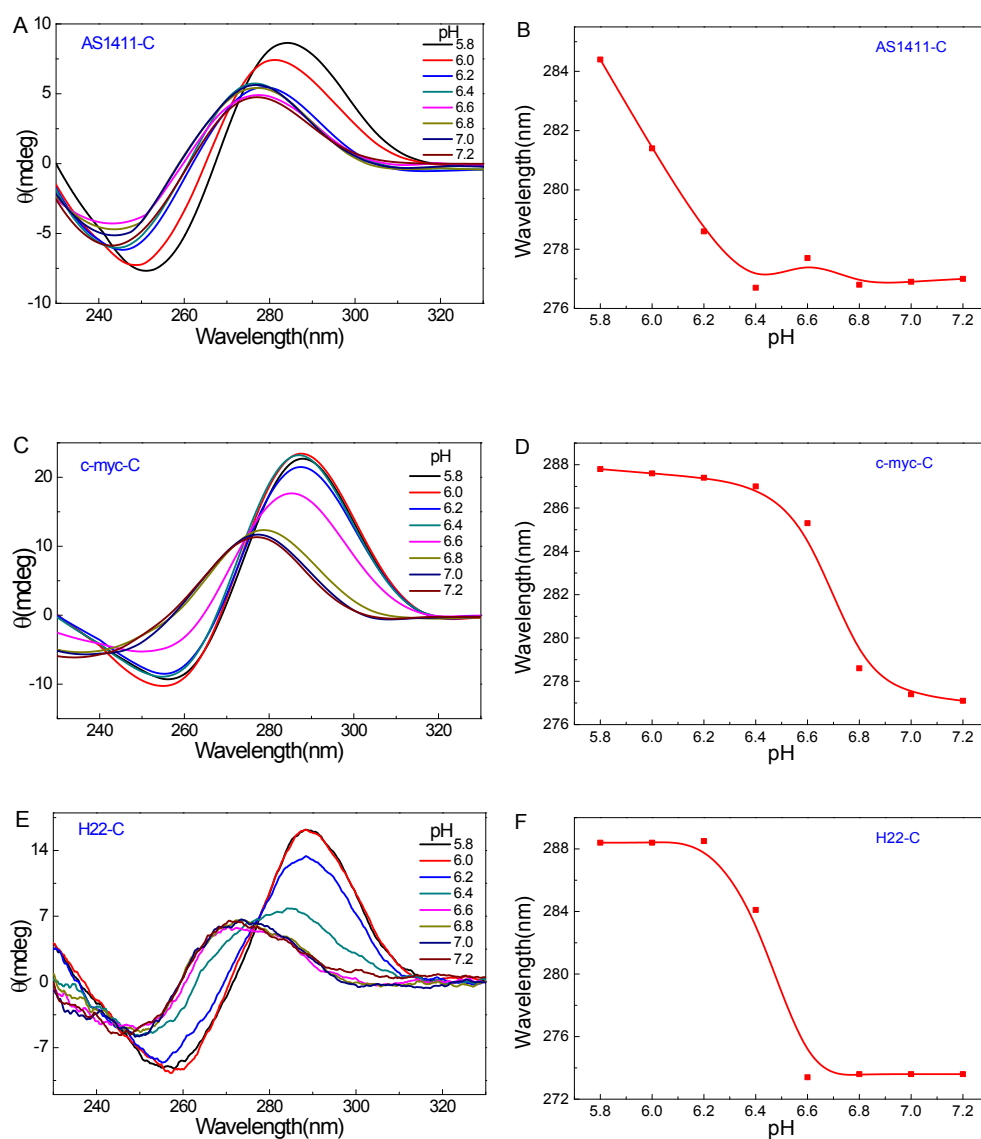 A
AS1411-C
pH
5.8
6.0
6.2
6.4
6.6
6.8
7.0
7.2
10
5
0
-5
-10
θ(mdeg)
240 260 280 300 320
Wavelength(nm)
B
AS1411-C
284
282
280
278
276
Wavelength(nm)
5.8 6.0 6.2 6.4 6.6 6.8 7.0 7.2
pH
C
c-myc-C
pH
5.8
6.0
6.2
6.4
6.6
6.8
7.0
7.2
20
10
0
-10
θ(mdeg)
240 260 280 300 320
Wavelength(nm)
D
c-myc-C
288
286
284
282
280
278
276
Wavelength(nm)
5.8 6.0 6.2 6.4 6.6 6.8 7.0 7.2
pH
E
H22-C
pH
5.8
6.0
6.2
6.4
6.6
6.8
7.0
7.2
14
7
0
-7
θ(mdeg)
240 260 280 300 320
Wavelength(nm)
F
H22-C
288
284
280
276
272
Wavelength(nm)
5.8 6.0 6.2 6.4 6.6 6.8 7.0 7.2
pH